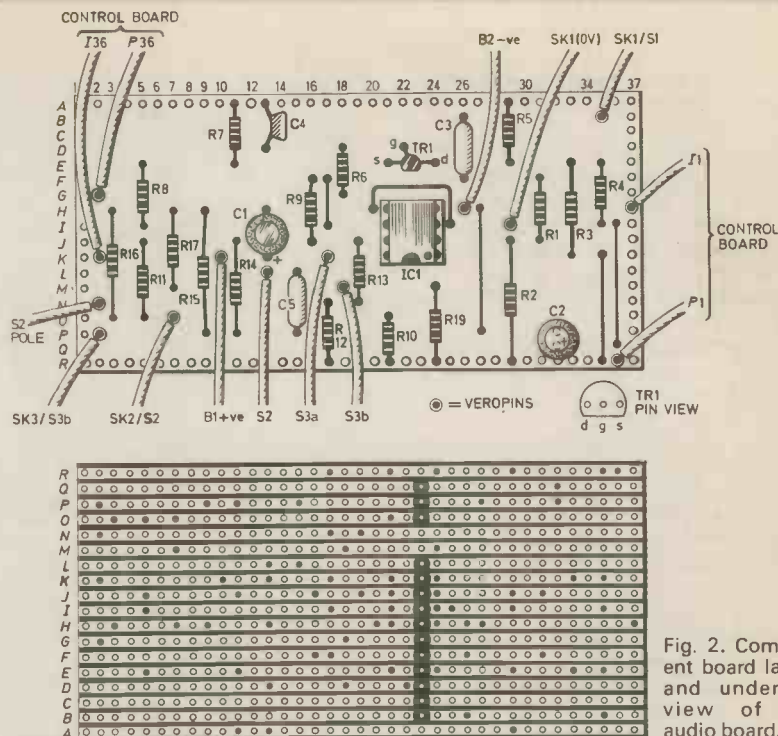 CONTROL BOARD
I36 P36
B2-ve SK1(0V) SK1/S1
1 2 3 4 5 6 7 8 9 10 12 14 16 18 20 22 24 26 30 34 37
A
B
C
D
E
F
G
H
I
J
K
L
M
N
O
P
Q
R
R7
C4
g
s TR1 d
C3
R5
R8
R9
R6
R4
I1
C1
R1
R3
CONTROL
BOARD
R16
R17
R14
IC1
R11
R15
+
C5
R13
R2
S2
POLE
R
12
R10
R19
C2
P1
SK3/S3b SK2/S2 B1+ve S2 S3a S3b
= VEROPINS
TR1
PIN VIEW
d g s
R
Q
P
O
N
M
L
K
J
I
H
G
F
E
D
C
B
A
Fig. 2. Com
ent board la
and under
view of
audio board.